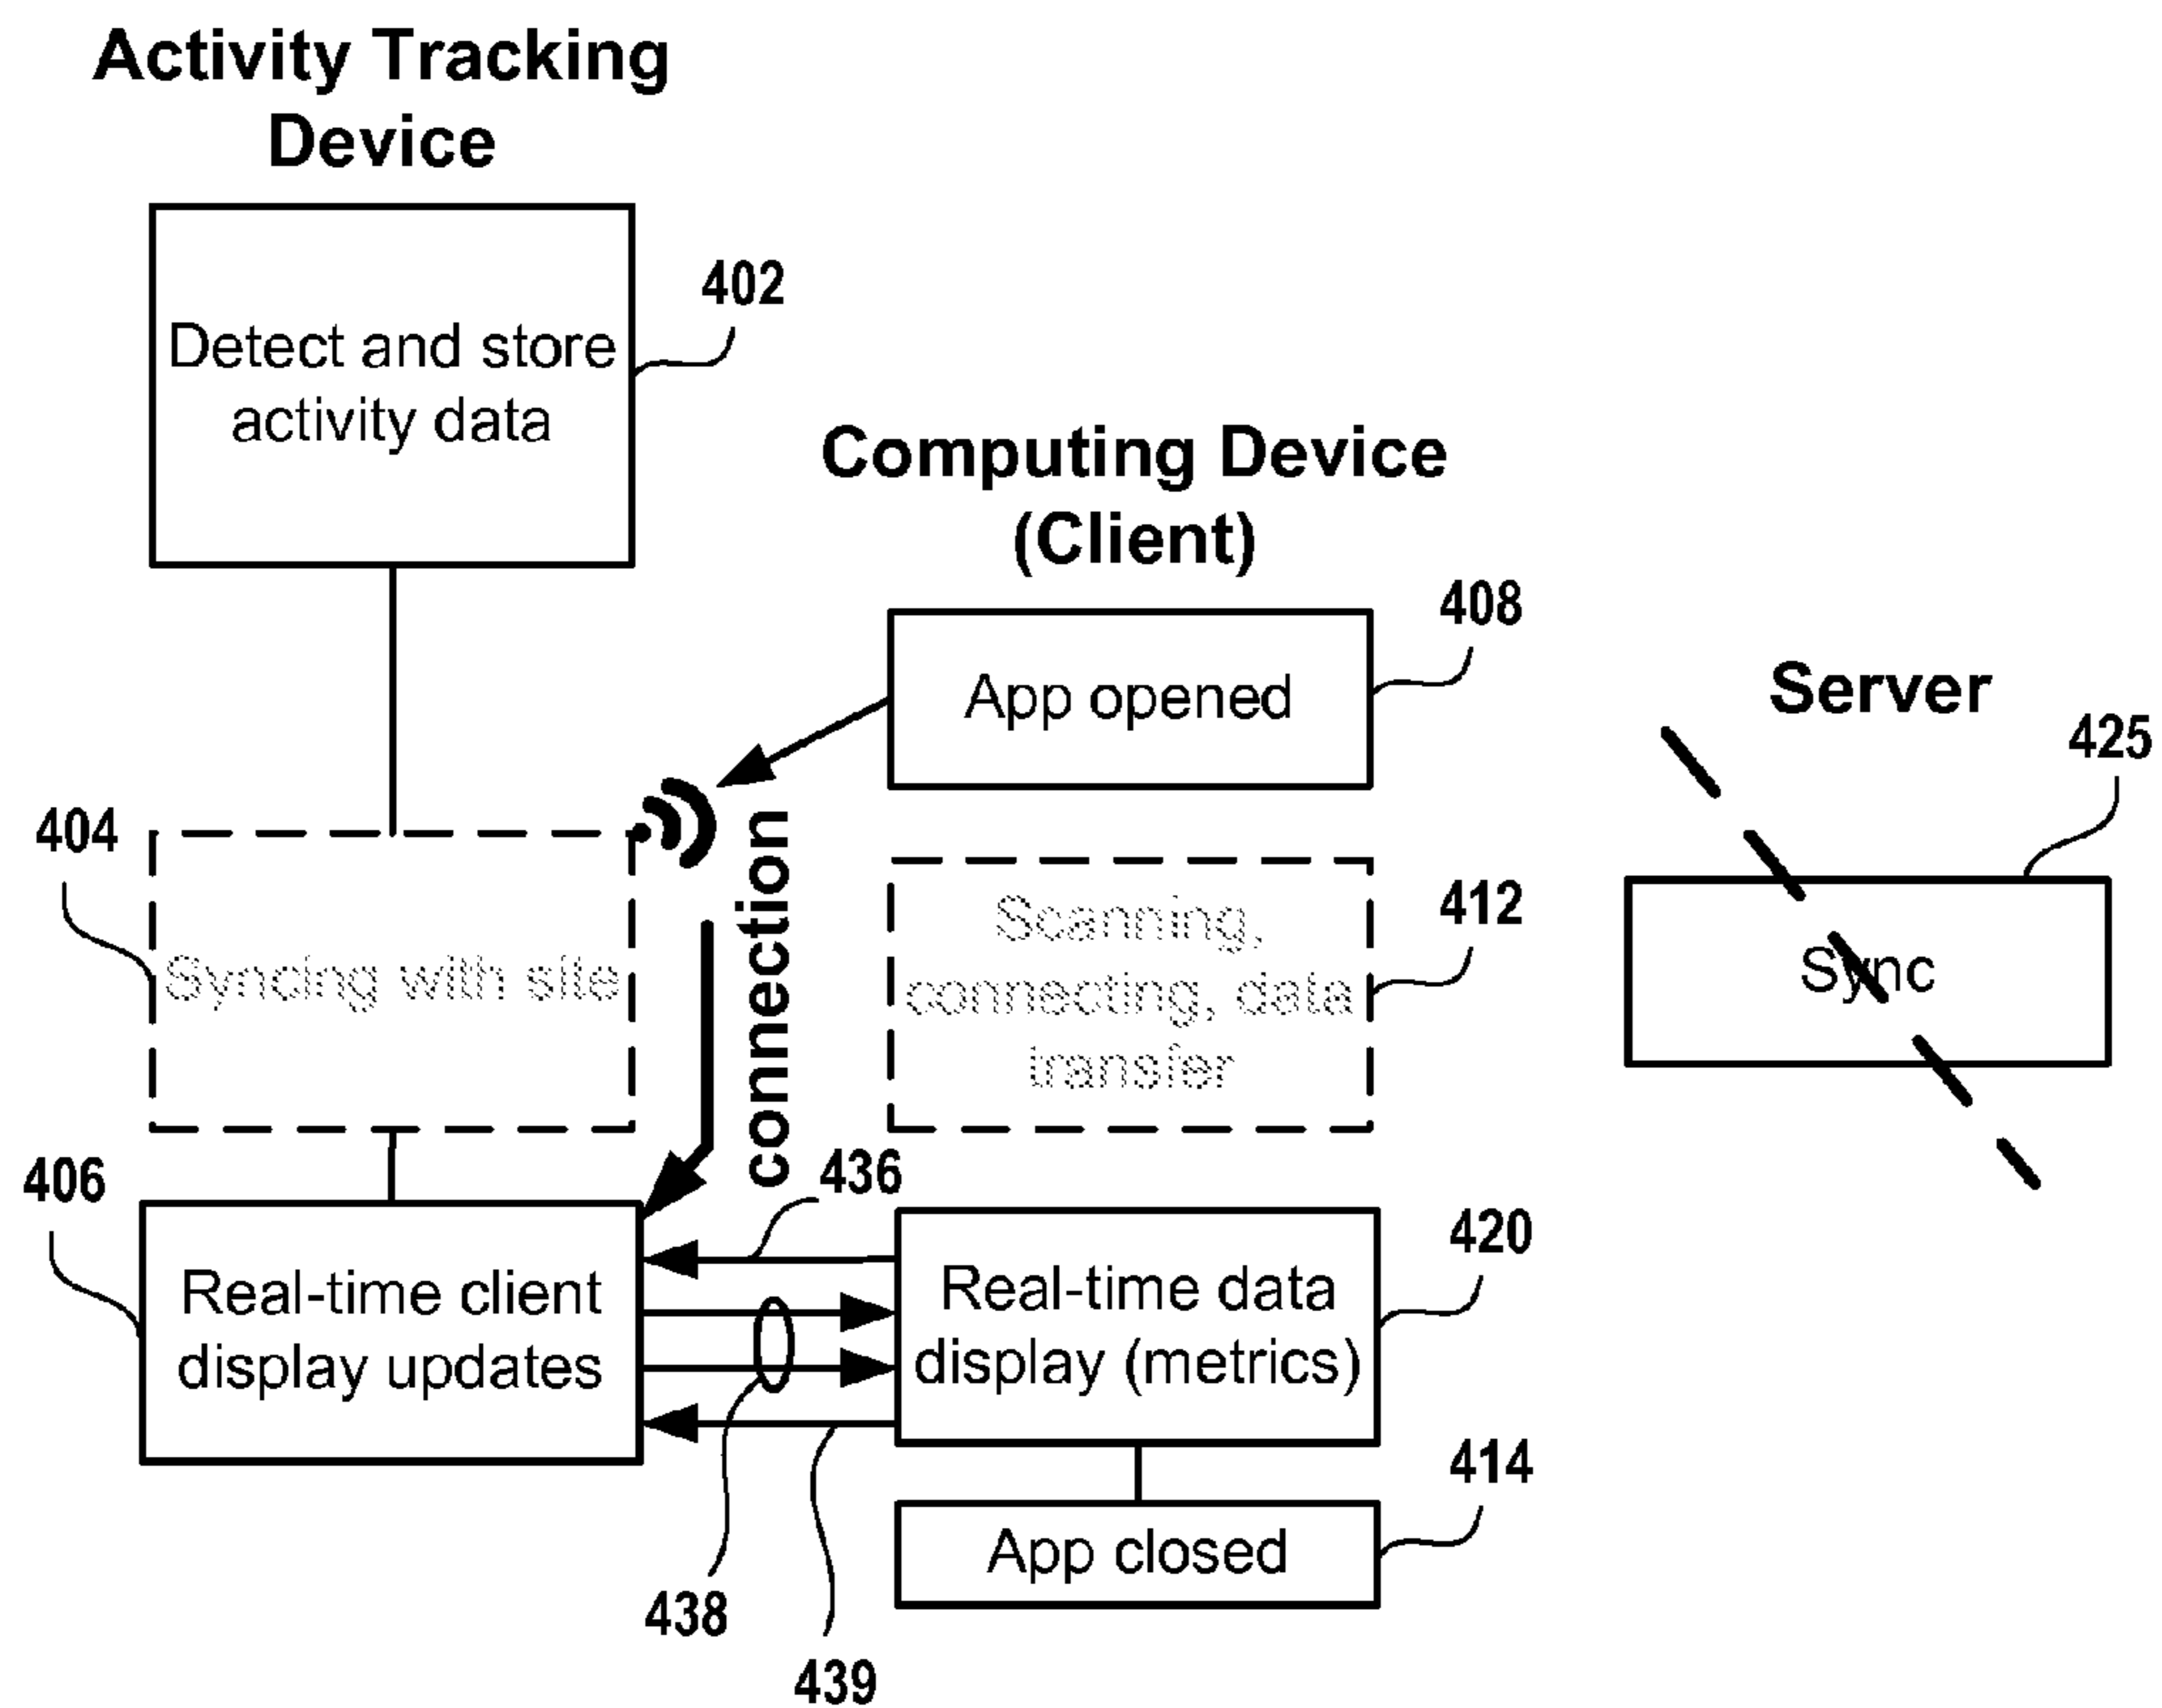 Activity Tracking
Device
402
Detect and store
activity data
Computing Device
(Client)
408
App opened
Server
425
404
Syncing with site
connection
Scanning,
connecting, data
transfer
412
Sync
406
436
420
Real-time client
display updates
Real-time data
display (metrics)
414
App closed
438
439